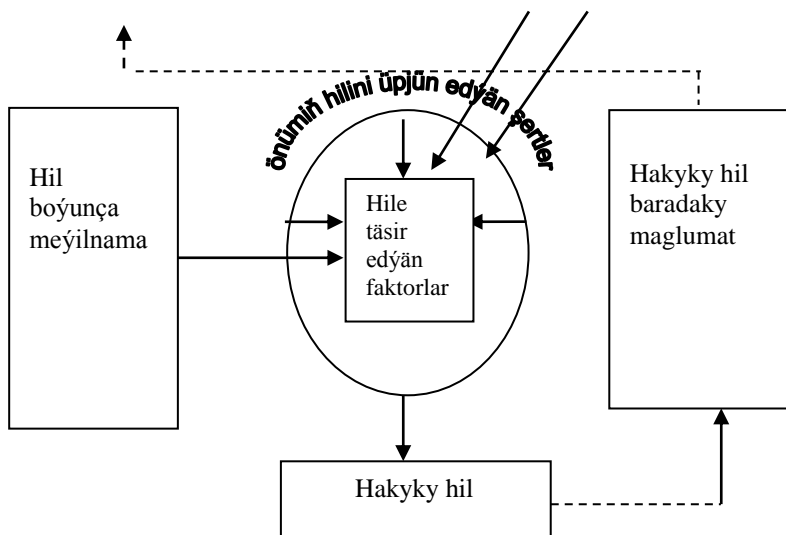 önümiň hilini üpjün edýän şertler
Hil
boýunça
meýilnama
Hile
täsir
edýän
faktorlar
Hakyky hil
baradaky
maglumat
Hakyky hil